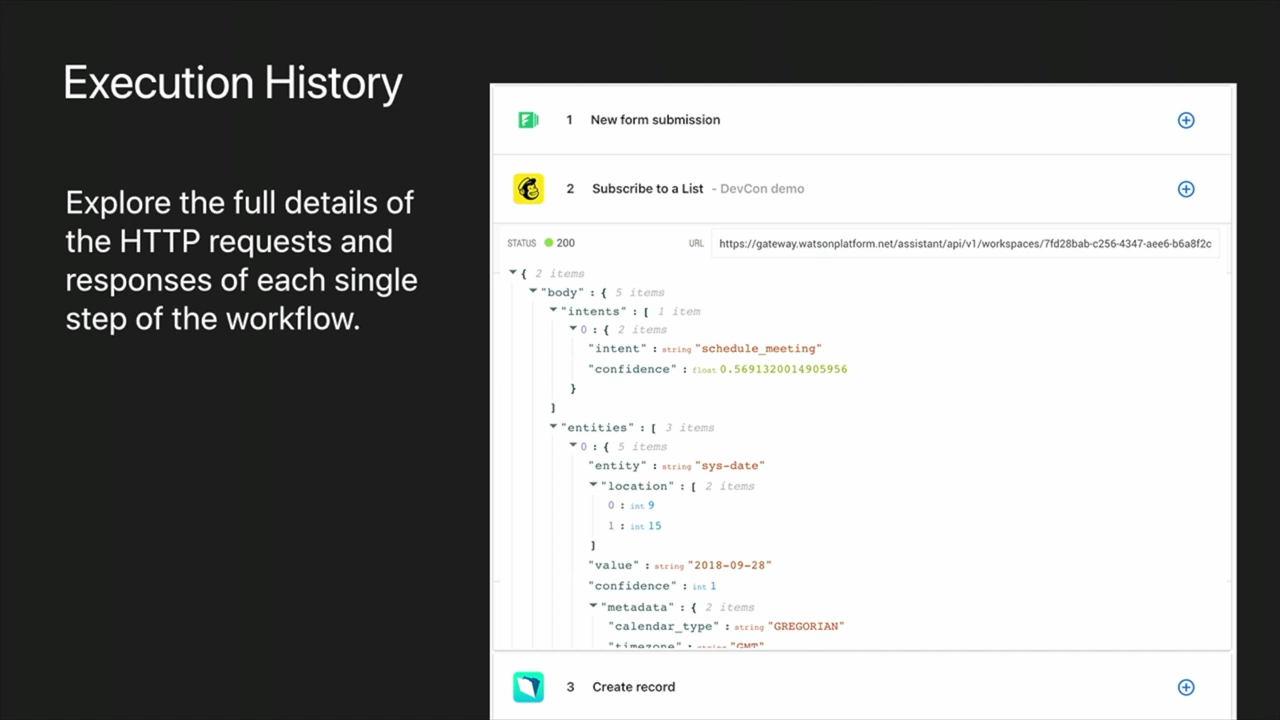 Execution History
Explore the full details of
the HTTP requests and
responses of each single
step of the workflow.
1 New form submission
2 Subscribe to a List - DevCon demo
STATUS 200 URL https://gateway.watsonplatform.net/assistant/api/v1/workspaces/7fd28bab-c256-4347-aee6-b6a8f2c
{ 2 items
"body" : { 5 items
"intents" : [ 1 item
0 : { 2 items
"intent" : string "schedule_meeting"
"confidence" : float 0.5691320014905956
}
]
"entities" : [ 3 items
0 : { 5 items
"entity" : string "sys-date"
"location" : [ 2 items
0 : int 9
1 : int 15
]
"value" : string "2018-09-28"
"confidence" : int 1
"metadata" : { 2 items
"calendar_type" : string "GREGORIAN"
"timezone" : string "GMT"
3 Create record